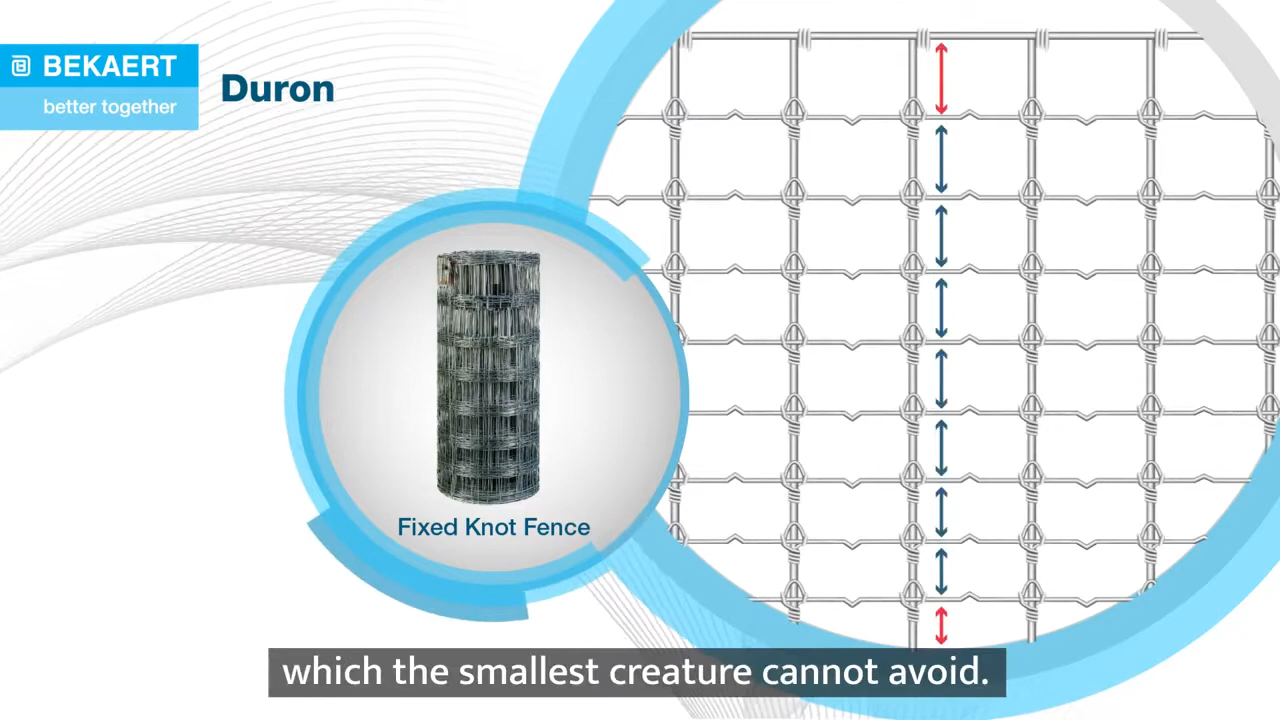 BEKAERT
better together
Duron
Fixed Knot Fence
which the smallest creature cannot avoid.